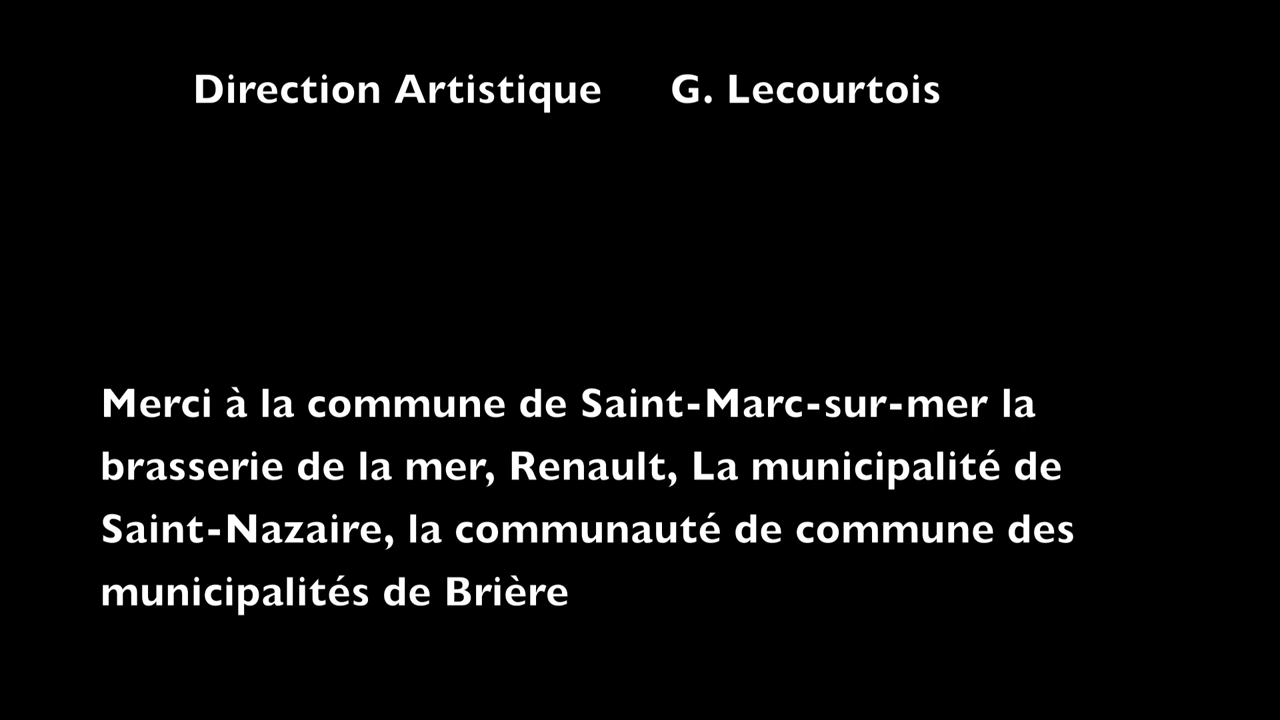 Direction Artistique G. Lecourtois
Merci à la commune de Saint-Marc-sur-mer la
brasserie de la mer, Renault, La municipalité de
Saint-Nazaire, la communauté de commune des
municipalités de Brière